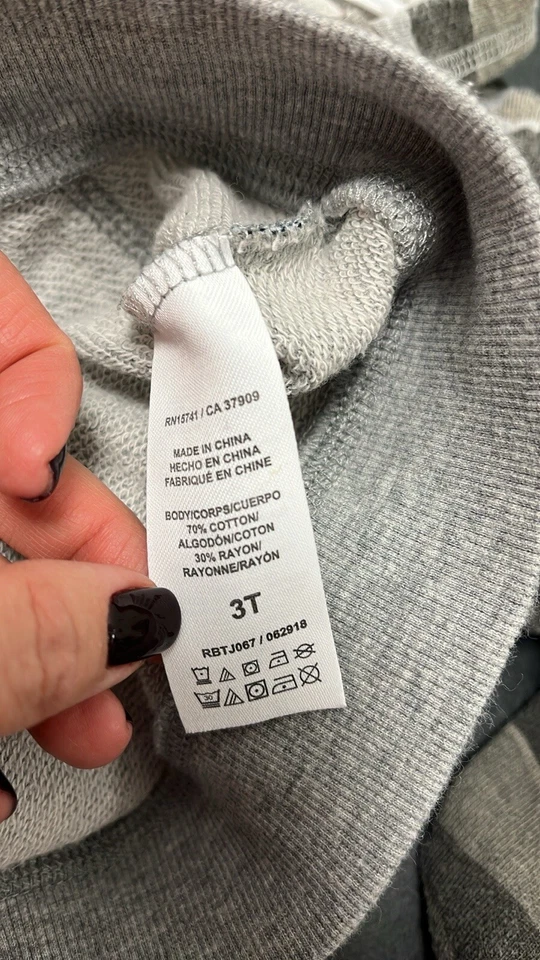 RN15741 / CA 37909
MADE IN CHINA
HECHO EN CHINA
FABRIQUÉ EN CHINE
BODY/CORPS/CUERPO
70% COTTON/
ALGODÓN/COTON
30% RAYON/
RAYONNE/RAYÓN
3T
RBTJ067 / 062918
30